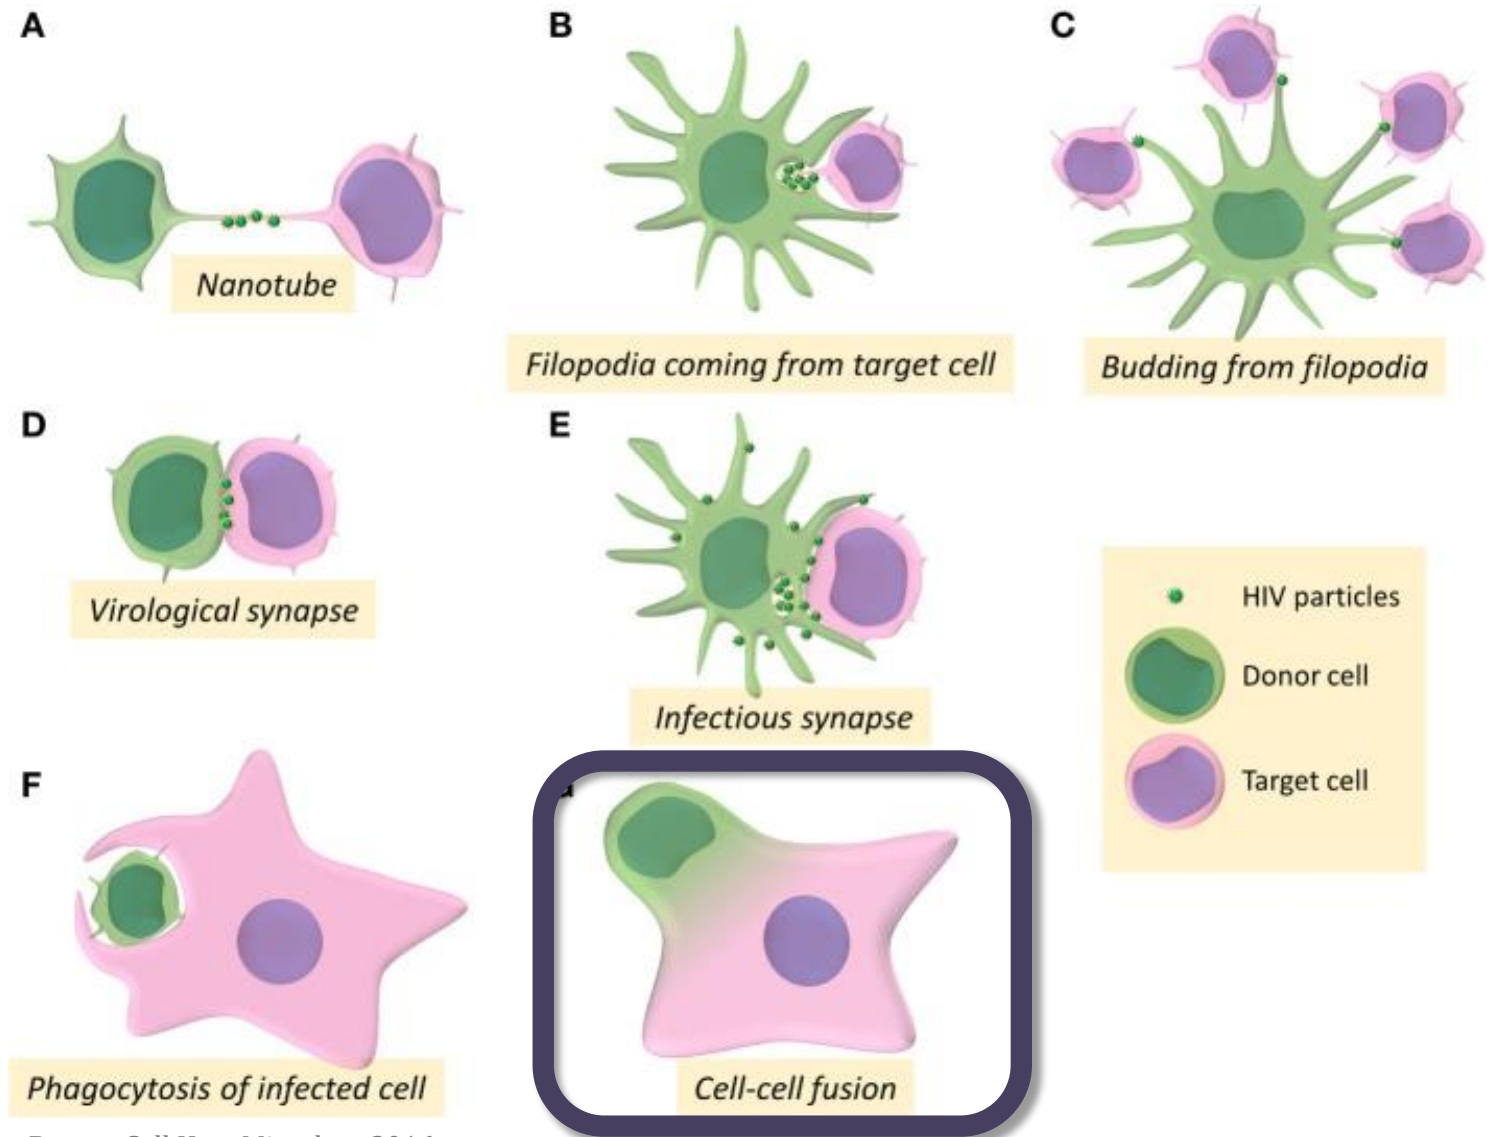 A
B
C
Nanotube
Filopodia coming from target cell
Budding from filopodia
D
E
Virological synapse
HIV particles
Donor cell
Infectious synapse
Target cell
F
Phagocytosis of infected cell
Cell-cell fusion